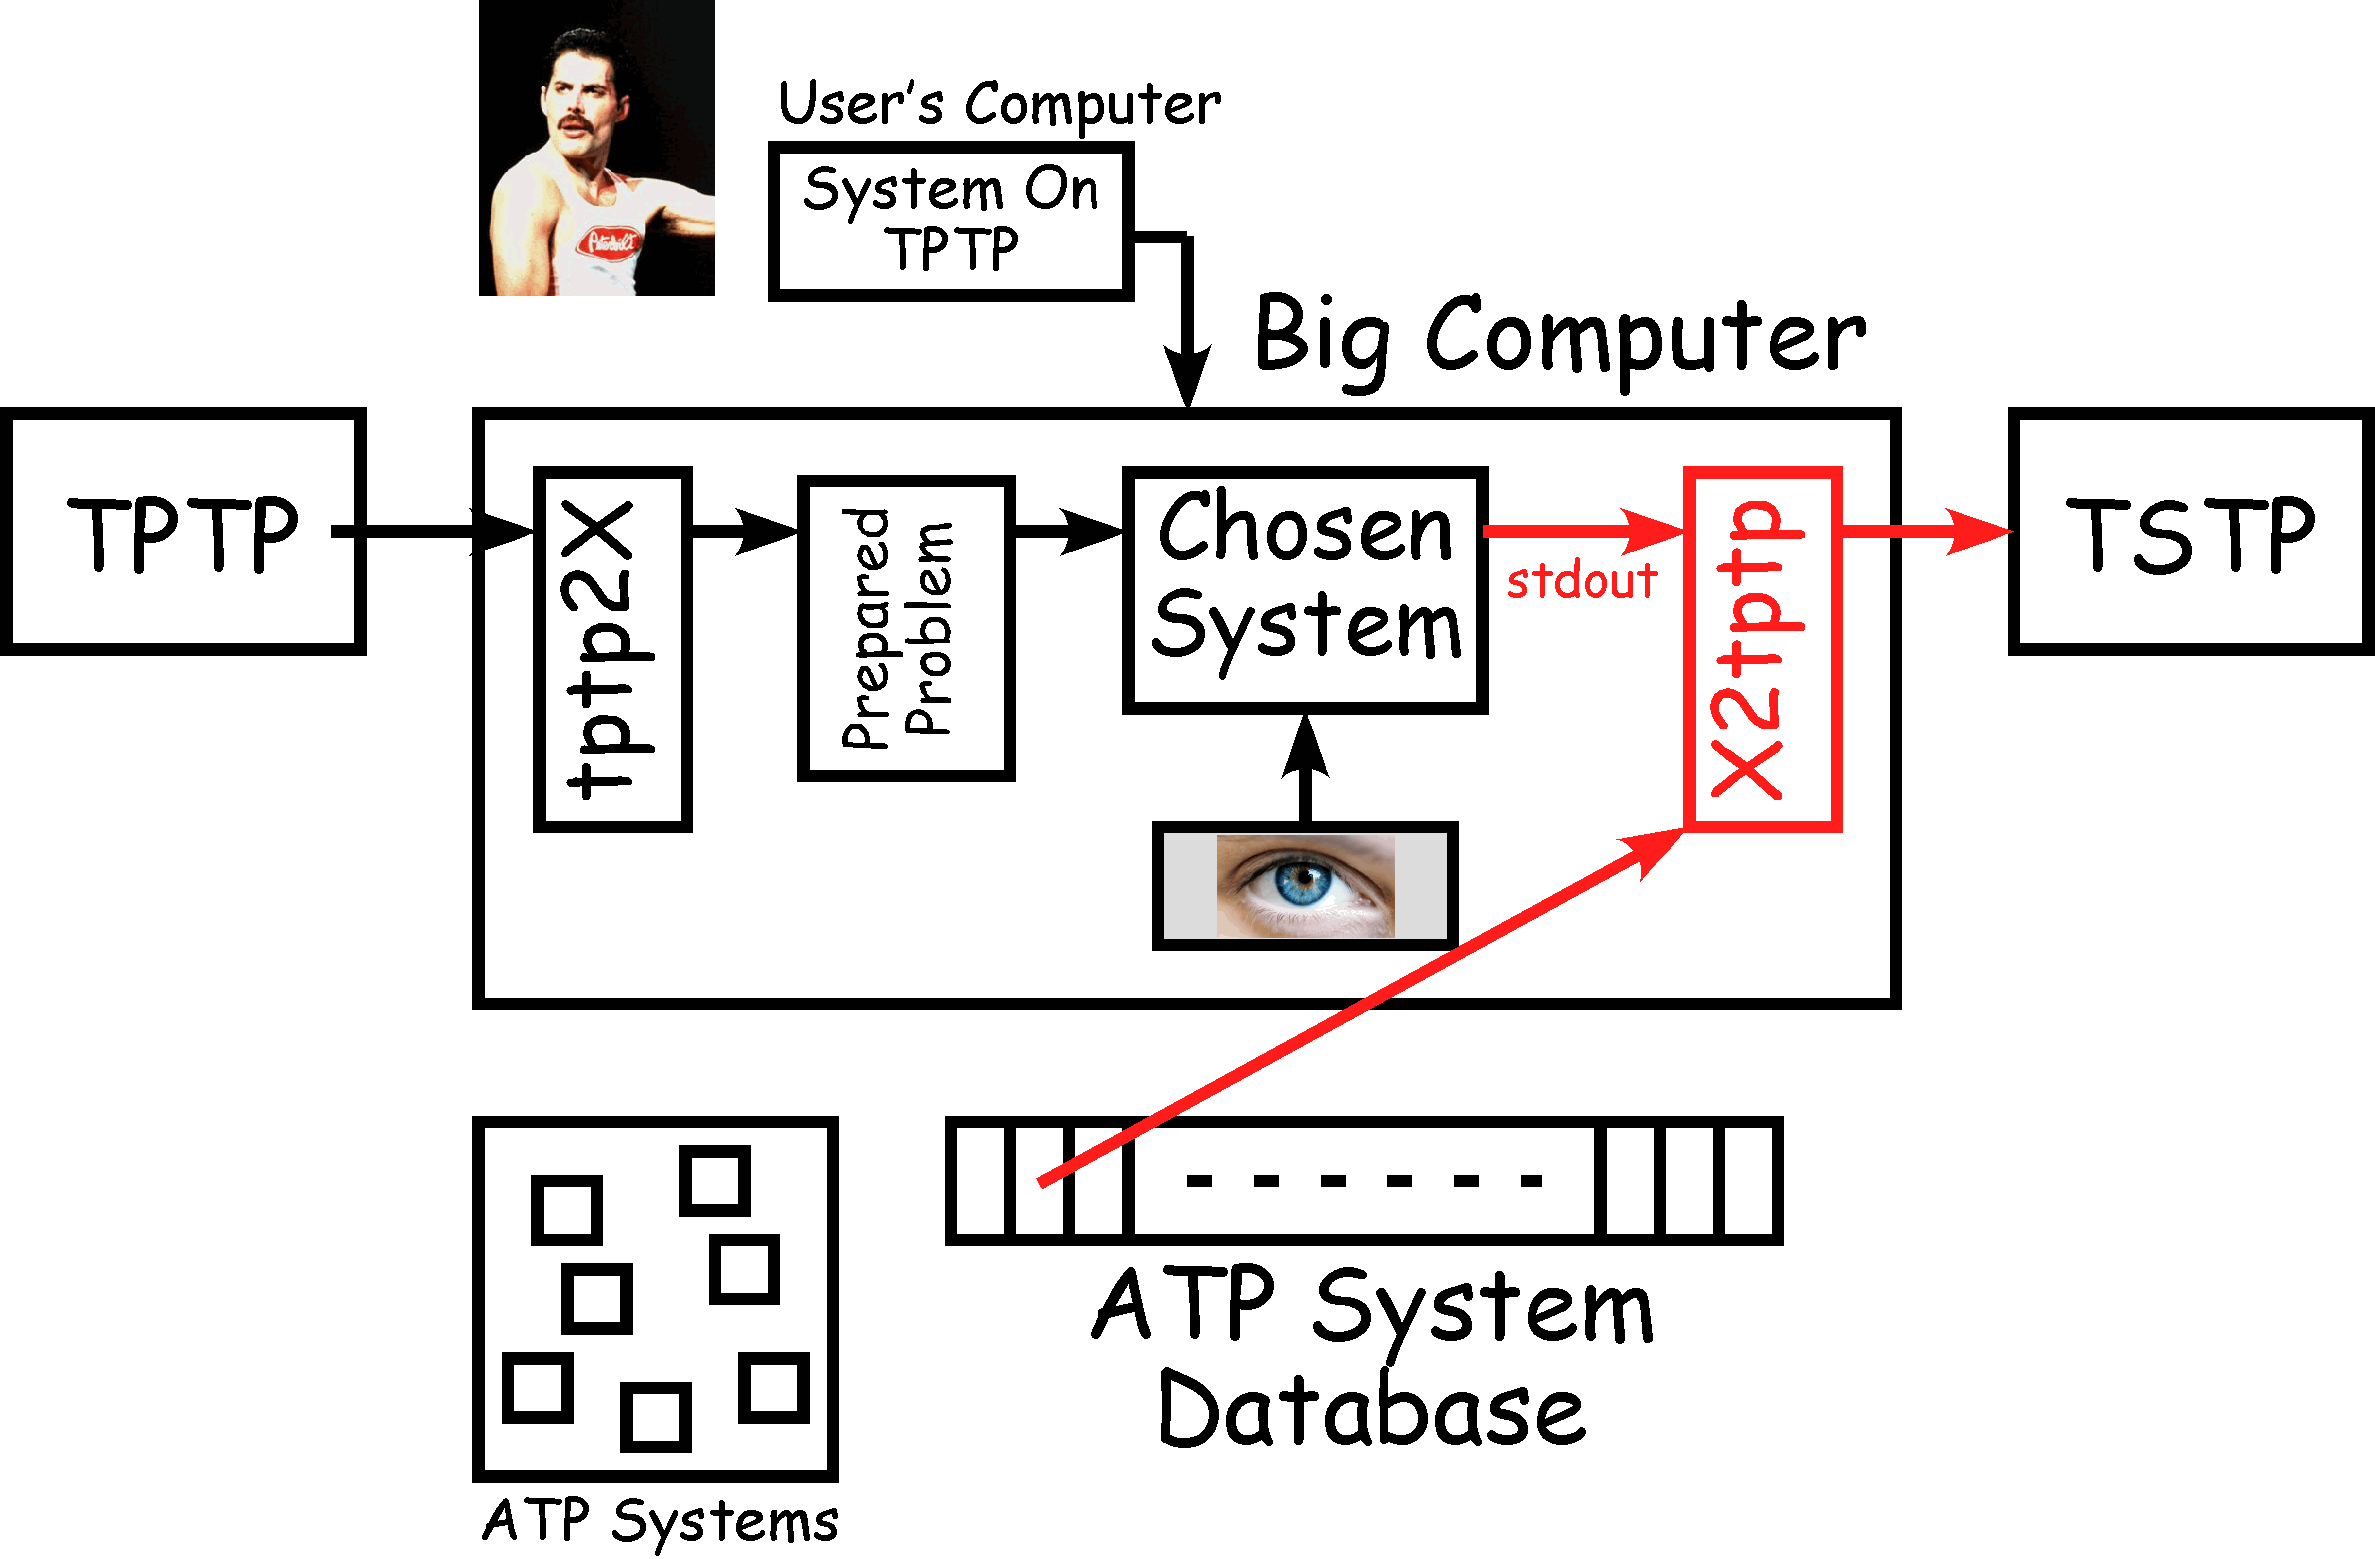 User's Computer
System On
TPTP
Big Computer
TPTP
tptp2X
Prepared
Problem
Chosen
System
stdout
X2tptp
TSTP
ATP System
Database
ATP Systems